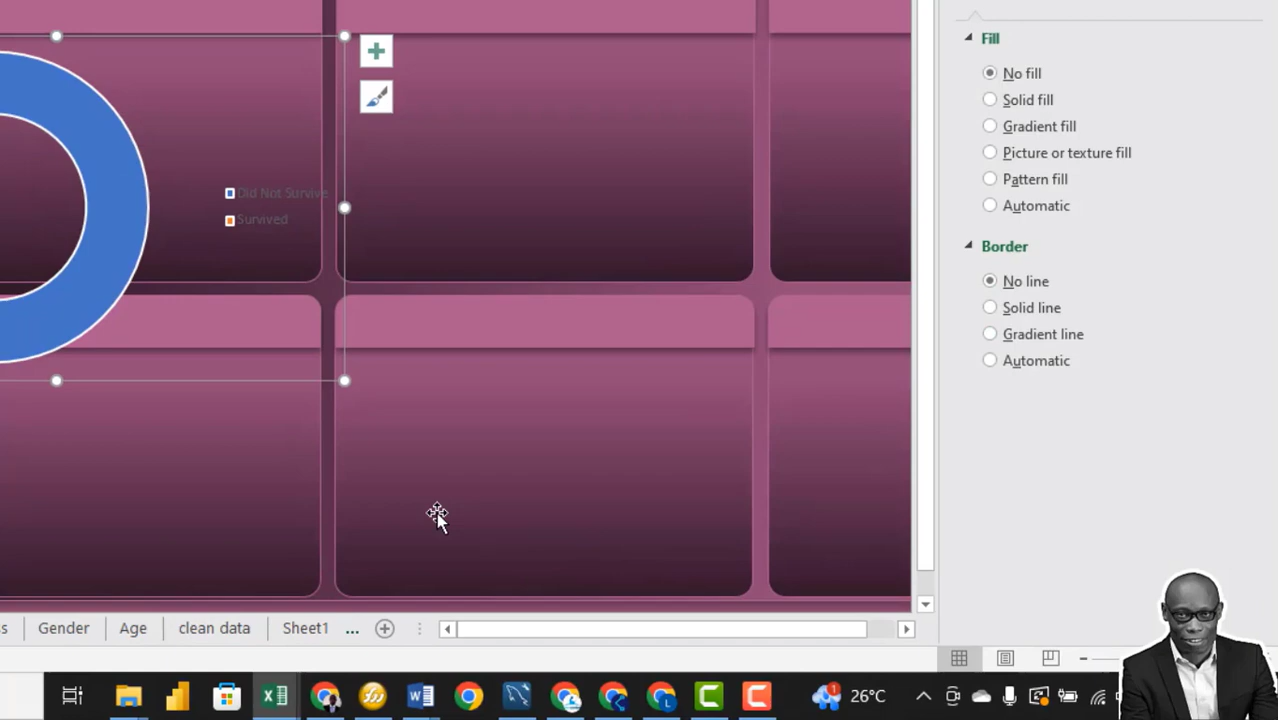 Fill
No fill
Solid fill
Gradient fill
Picture or texture fill
Pattern fill
Automatic
Border
No line
Solid line
Gradient line
Automatic
Did Not Survive
Survived
s
Gender
Age
clean data
Sheet1
...
1
26°C